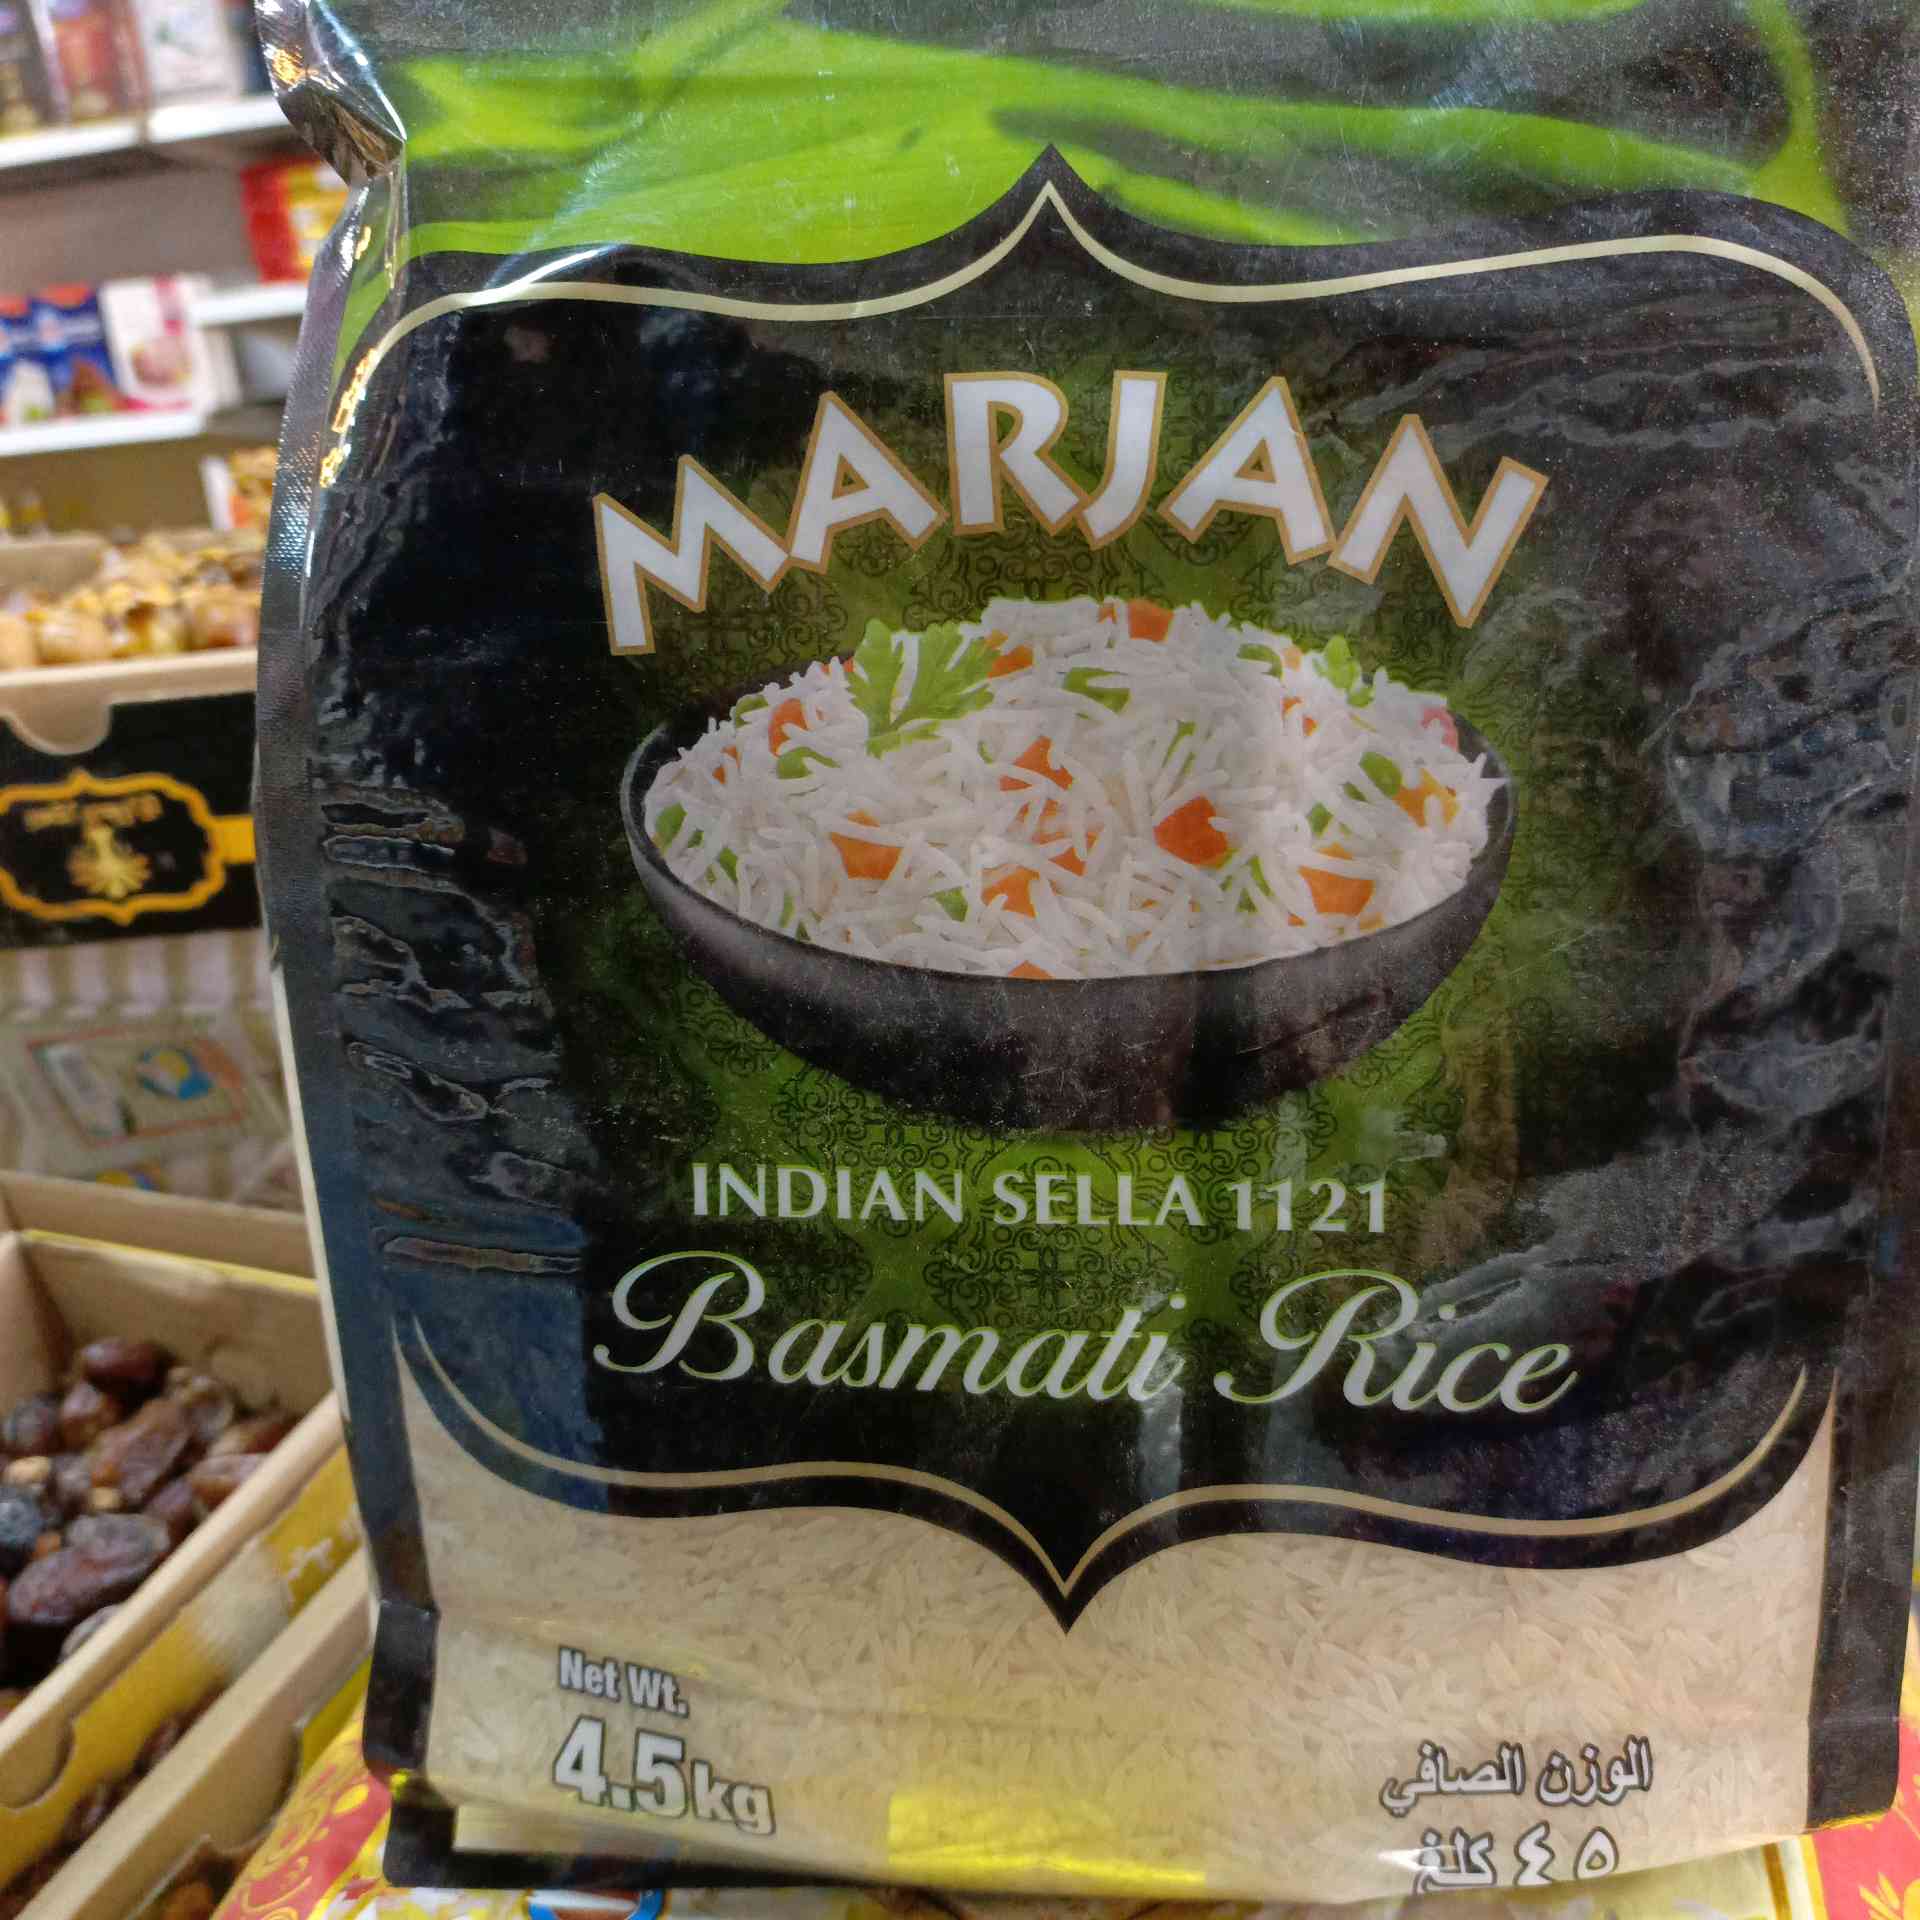 MARJAN
INDIAN SELLA 1121
Basmati Rice
Net Wt.
4.5kg
الوزن الصافي
٤ ٥ كلغ